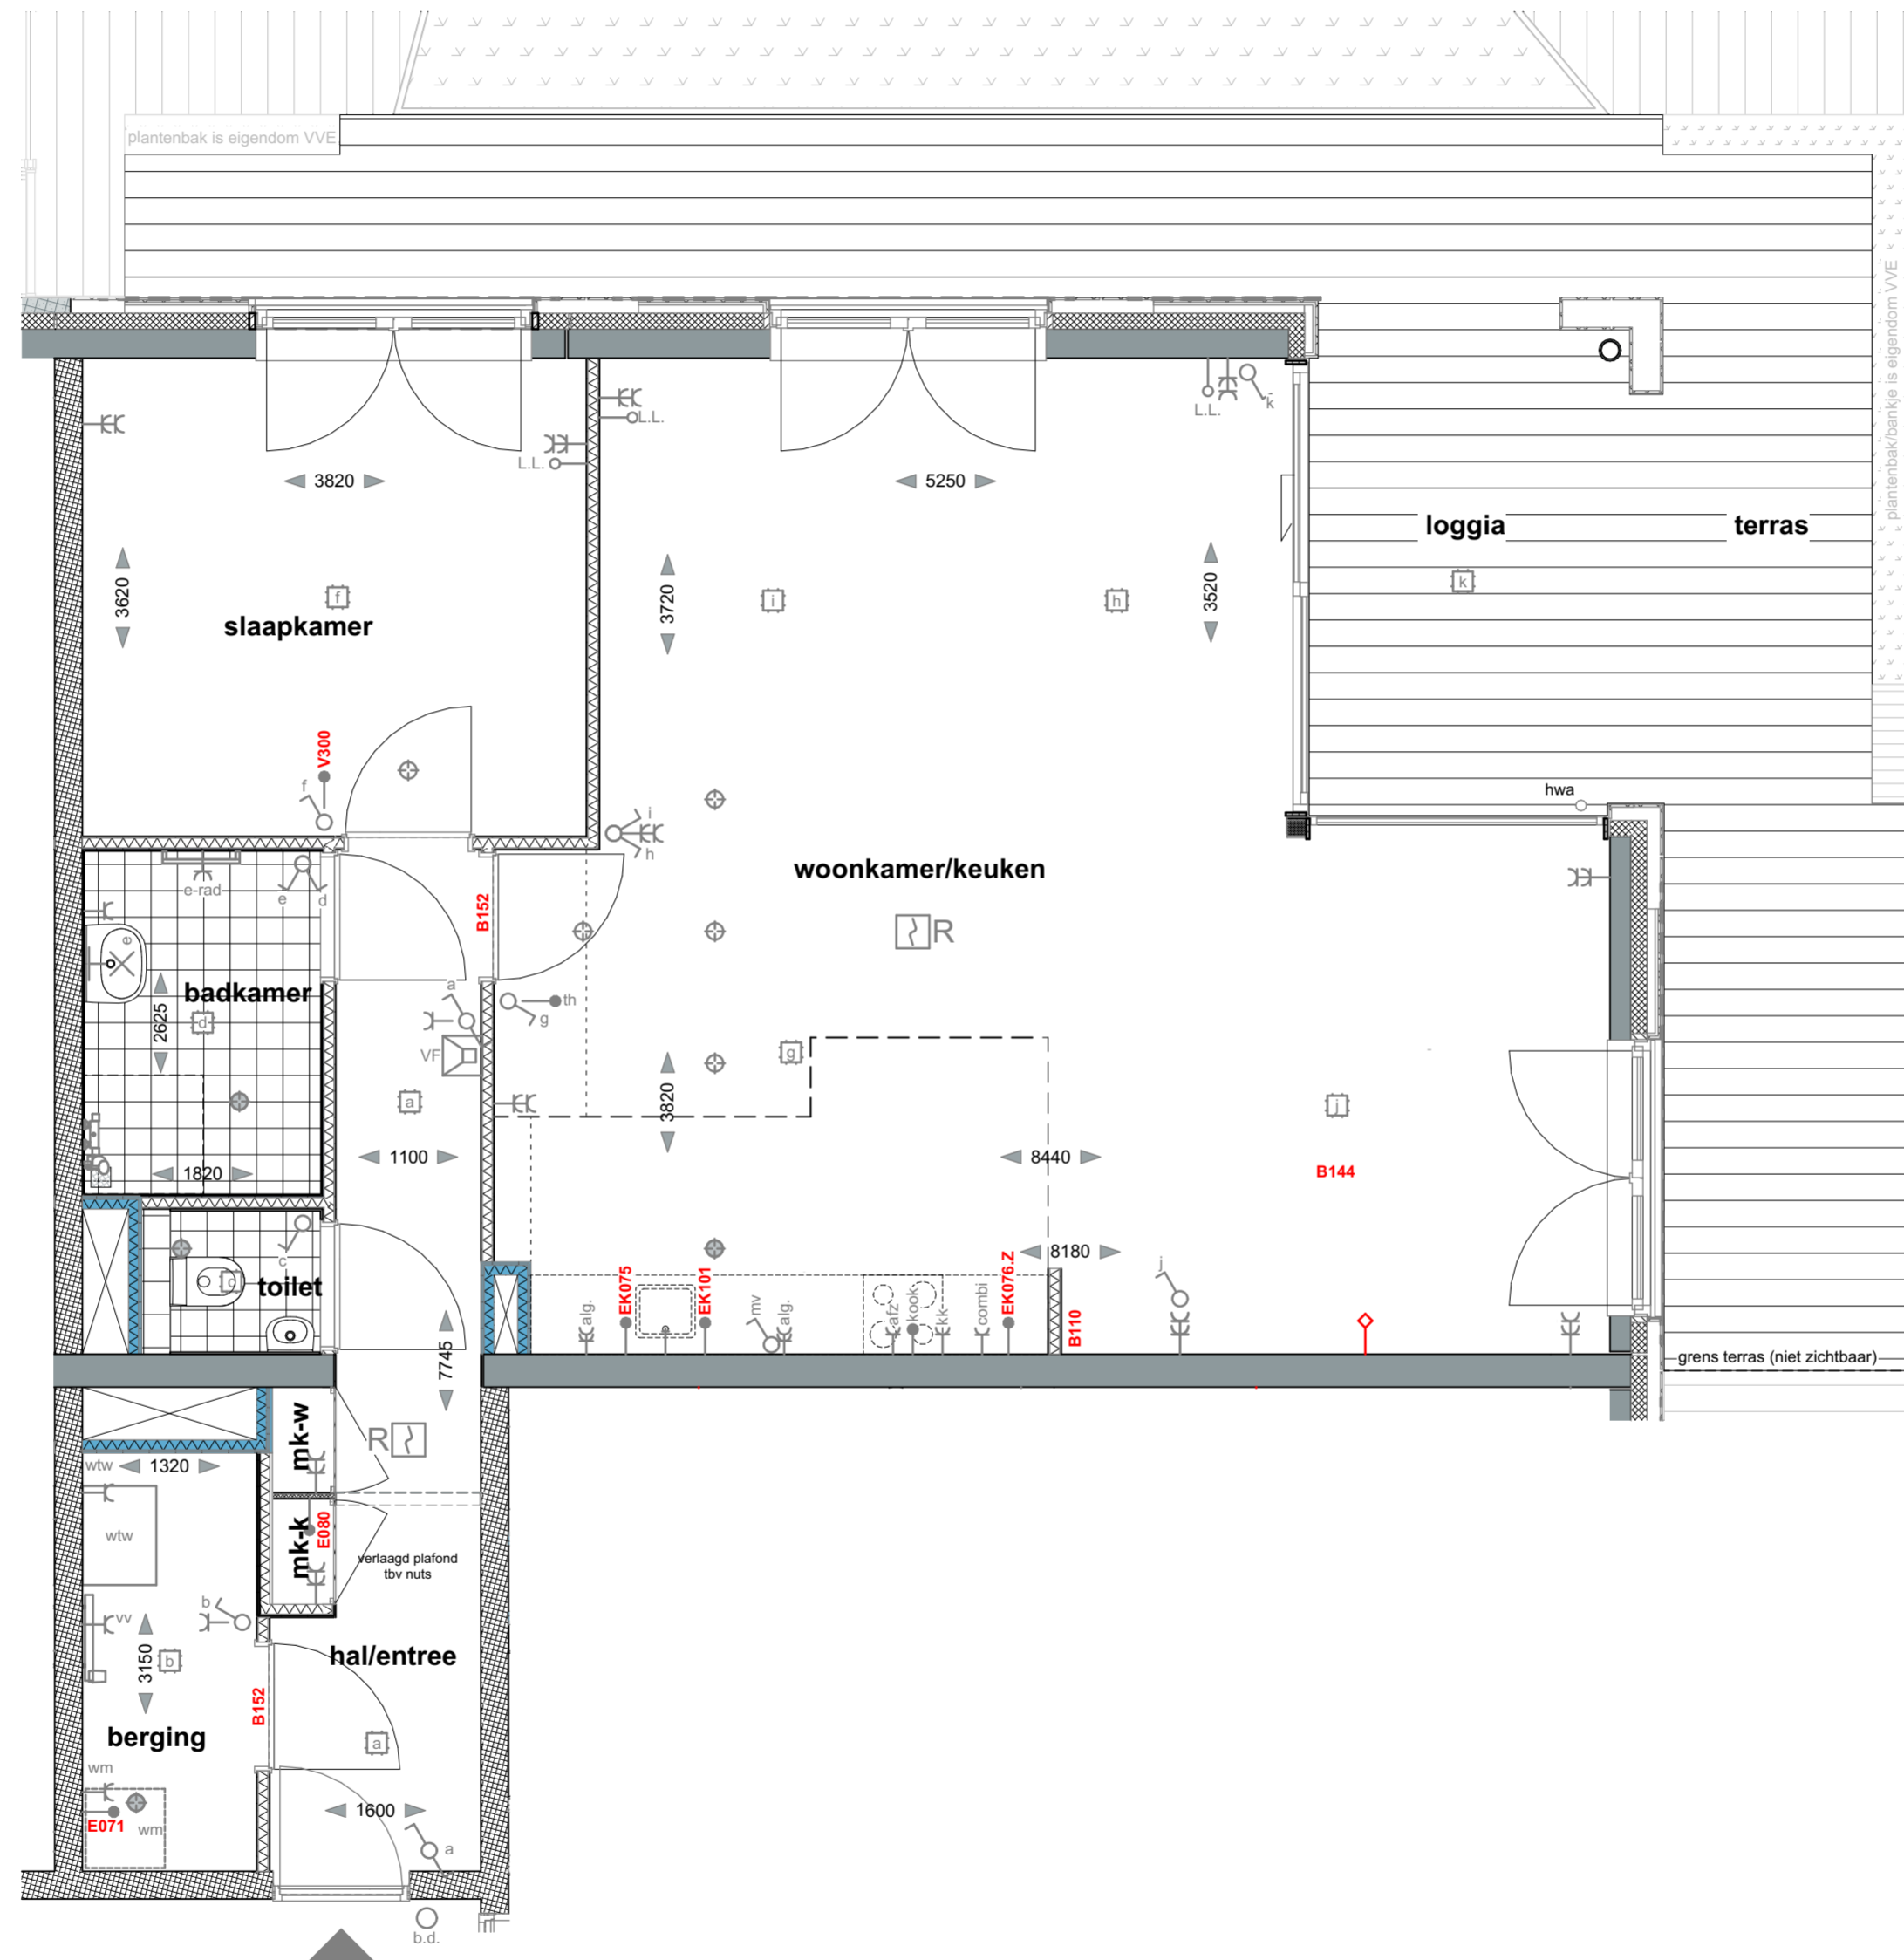 plantenbak is eigendom VVE
plantenbak/bankje is eigendom VVE
L.L.
L.L.
L.L.
k
3820
5250
loggia
terras
k
3620
f
slaapkamer
3720
i
h
3520
V300
f
hwa
i
h
woonkamer/keuken
e-rad
e
d
B152
R
e
badkamer
d
2625
a
th
g
VF
g
a
3820
j
1820
1100
8440
B144
c
c
toilet
8180
j
alg.
EK075
EK101
mv
alg.
afz
kook
kk
combi
EK076.Z
B110
7745
grens terras (niet zichtbaar)
mk-w
R
wtw
1320
wtw
mk-k
E080
verlaagd plafond
tbv nuts
b
vv
3150
b
hal/entree
B152
berging
a
wm
E071
wm
1600
a
b.d.